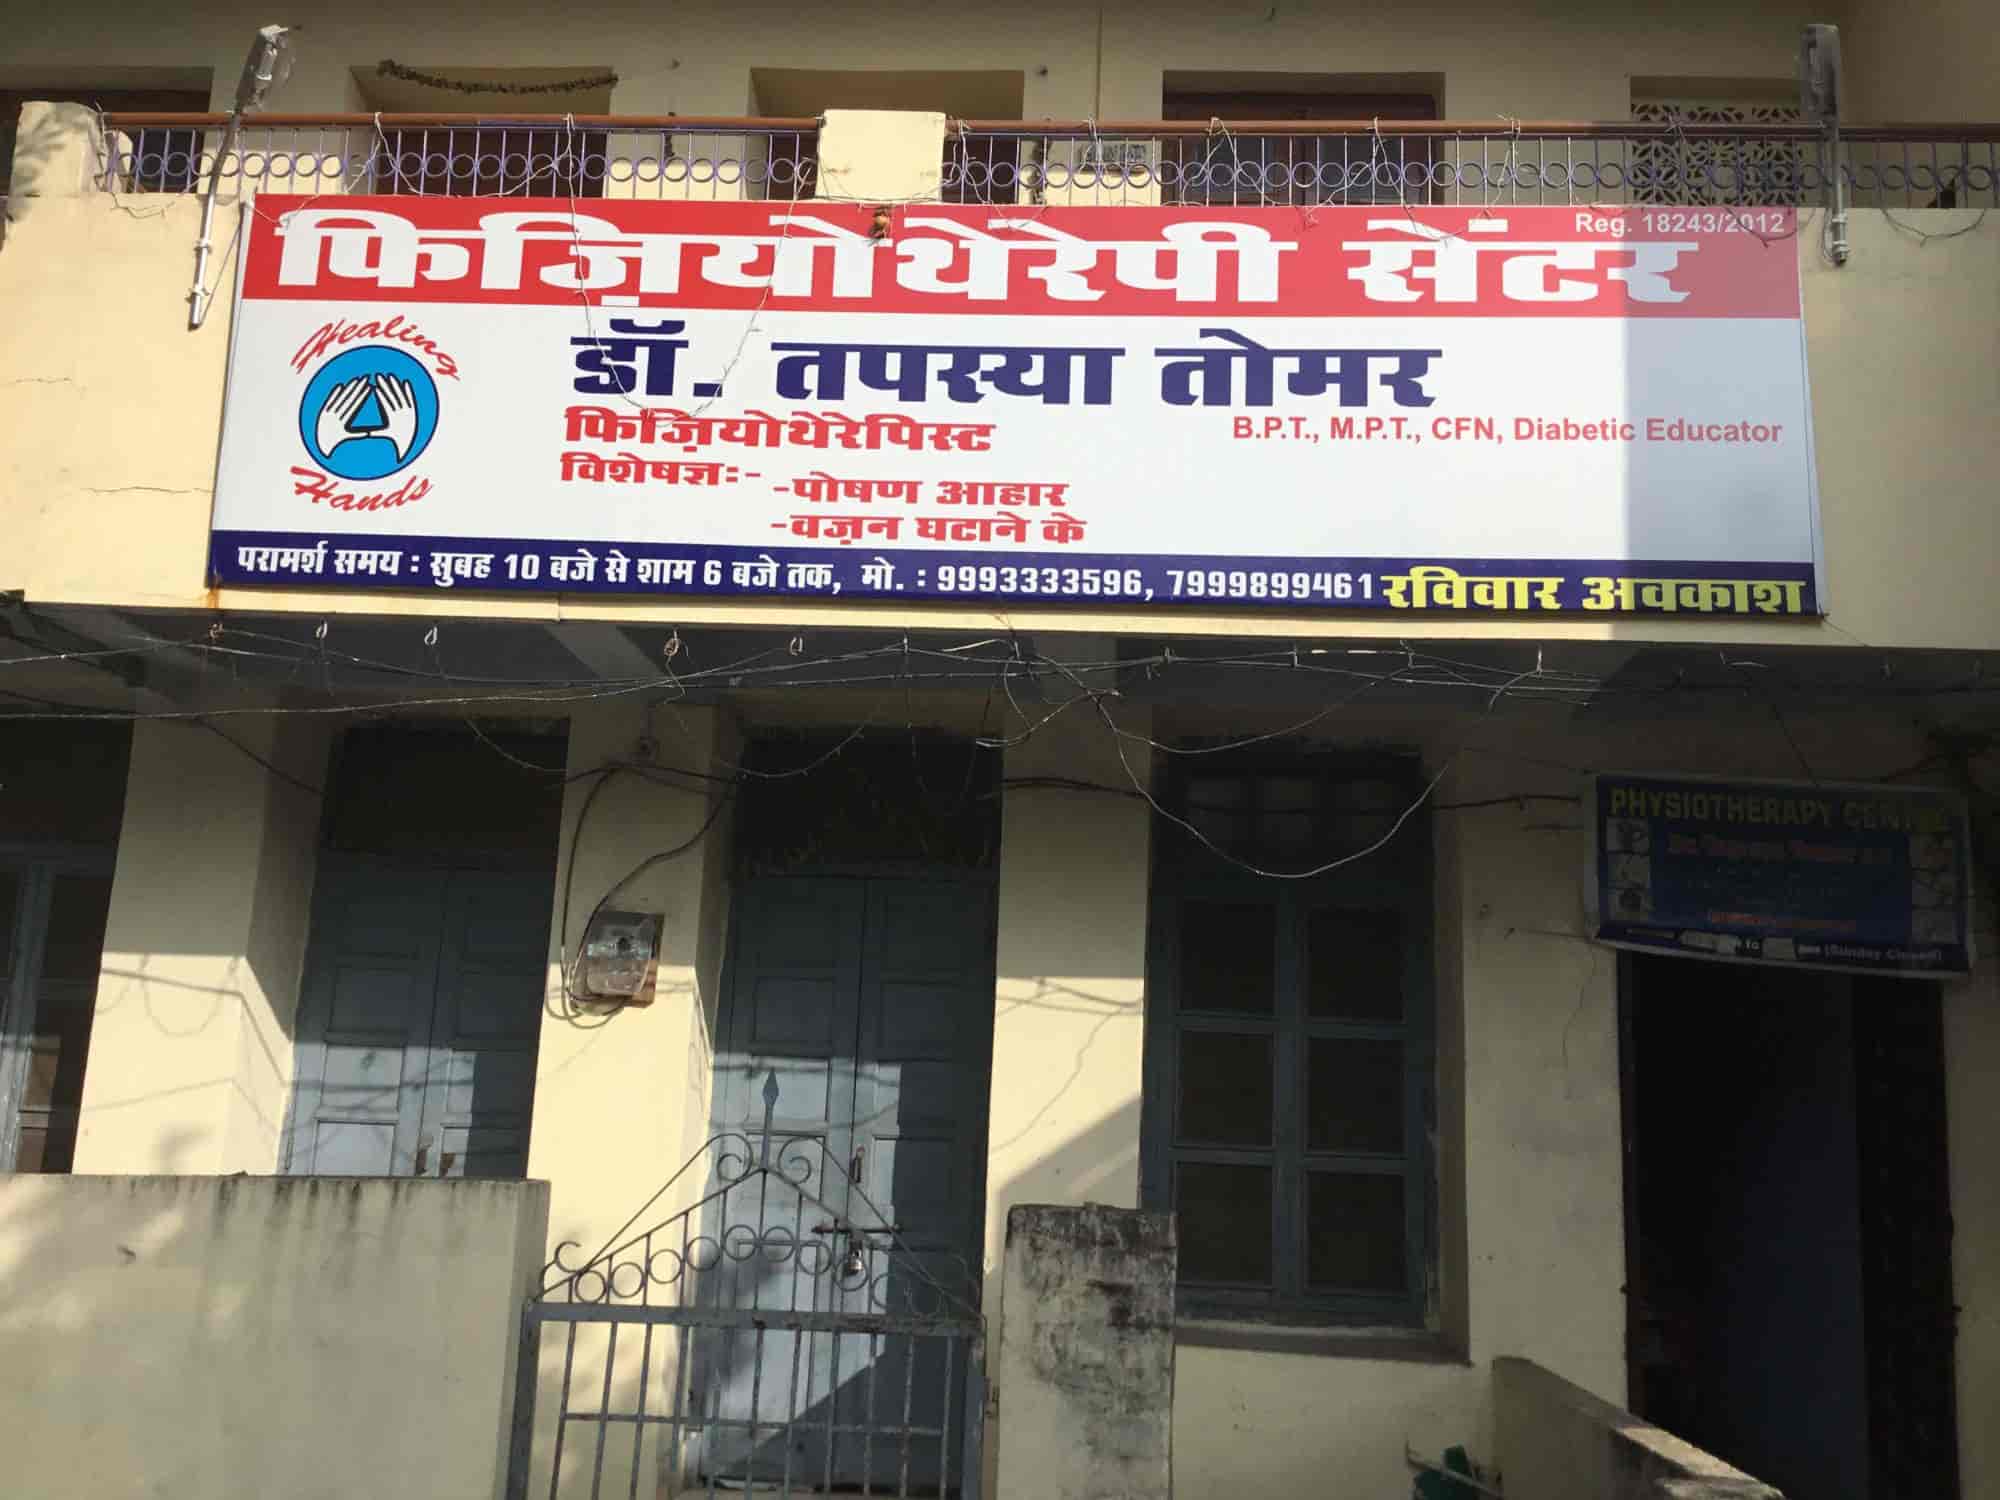 Reg. 18243/2012
फिज़ियोथेरेपी सेंटर
Healing
Hands
डॉ. तपस्या तोमर
B.P.T., M.P.T., CFN, Diabetic Educator
फिज़ियोथेरेपिस्ट
विशेषज्ञः- -पोषण आहार
-वज़न घटाने के
परामर्श समय : सुबह 10 बजे से शाम 6 बजे तक, मो. : 9993333596, 7999899461 रविवार अवकाश
PHYSIOTHERAPY
(Sunday Closed)